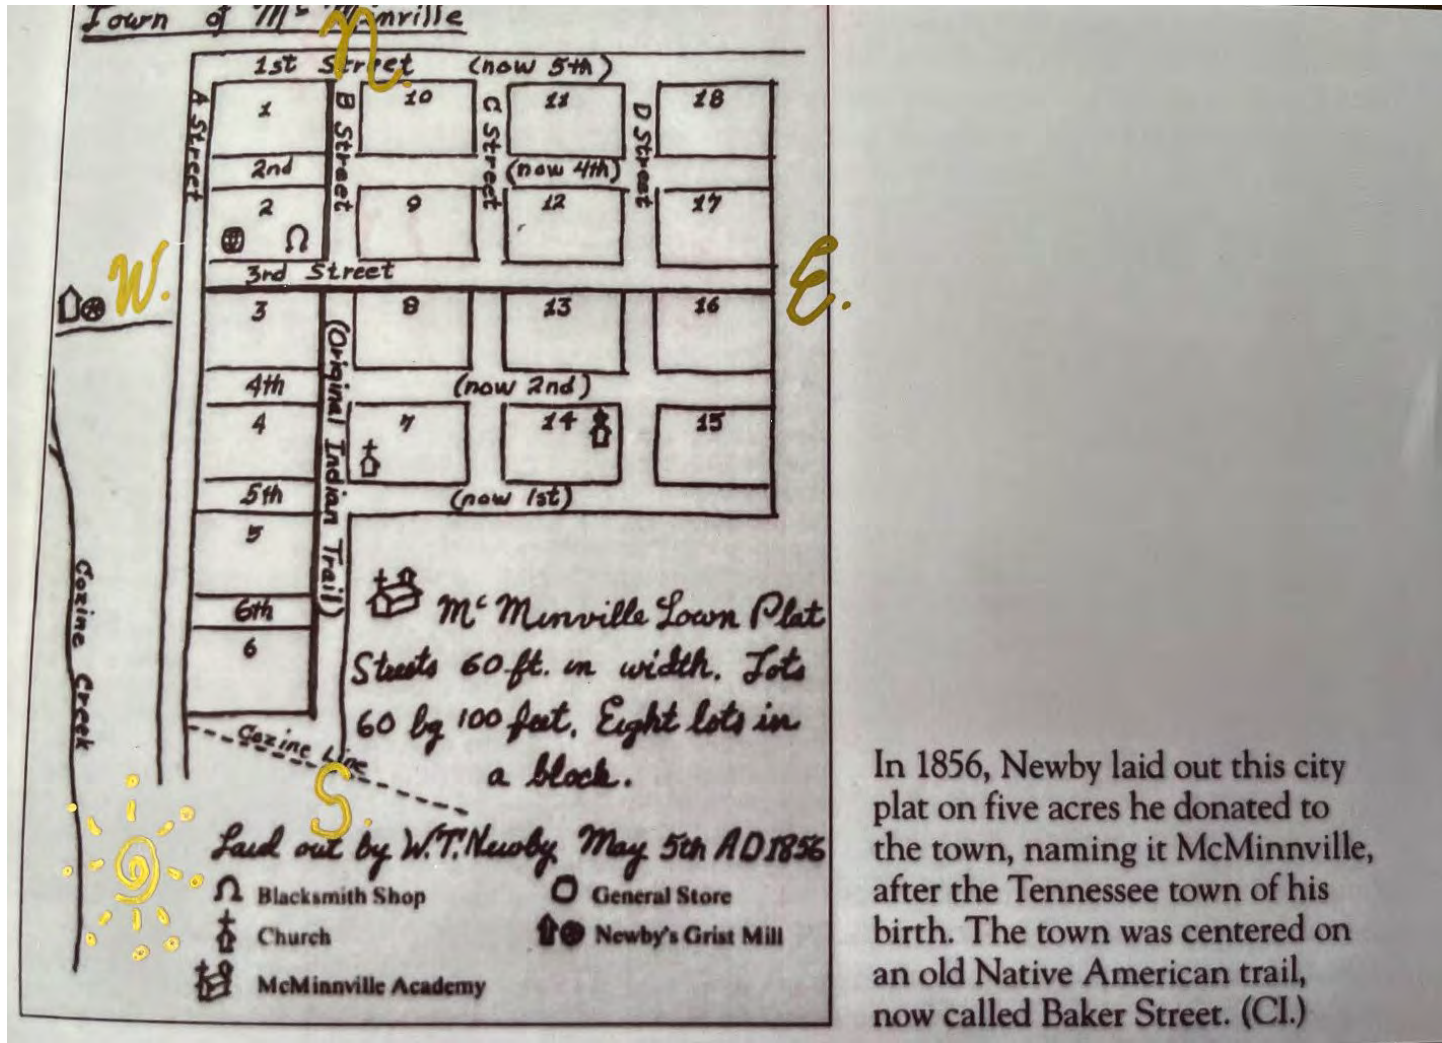 Town of Mc Minville
N.
1st Street (now 5th)
A Street
B Street
C Street
D Street
1
10
11
18
2nd
(now 4th)
2
9
12
17
3rd Street
W.
E.
3
8
13
16
(Original Indian Trail)
4th
(now 2nd)
4
7
14
15
5th
(now 1st)
5
6th
6
Cozine Creek
Mc Minville Town Plat
Streets 60 ft. in width. Lots
60 by 100 feet. Eight lots in
a block.
Cozine Line
S.
Laid out by W.T. Newby May 5th AD 1856
Blacksmith Shop
General Store
Church
Newby's Grist Mill
McMinnville Academy
In 1856, Newby laid out this city
plat on five acres he donated to
the town, naming it McMinnville,
after the Tennessee town of his
birth. The town was centered on
an old Native American trail,
now called Baker Street. (CI.)